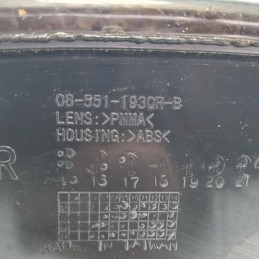 08-551-1930R-B
LENS:>PMMA<
HOUSING:>ABS<
R
15 16 17 18 19 20 21
MADE IN TAIWAN